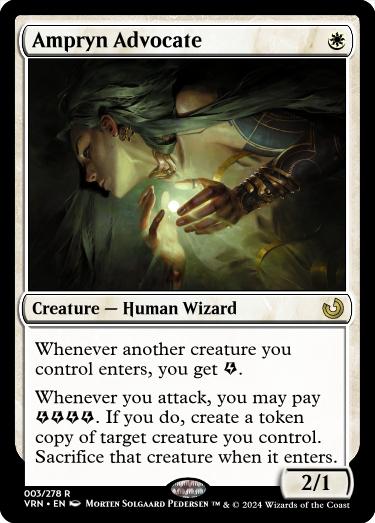 Ampryn Advocate
Creature — Human Wizard
Whenever another creature you
control enters, you get.
Whenever you attack, you may pay
. If you do, create a token
copy of target creature you control.
Sacrifice that creature when it enters.
2/1
003/278 R
VRN • EN Morten Solgaard Pedersen ™ & © 2024 Wizards of the Coast